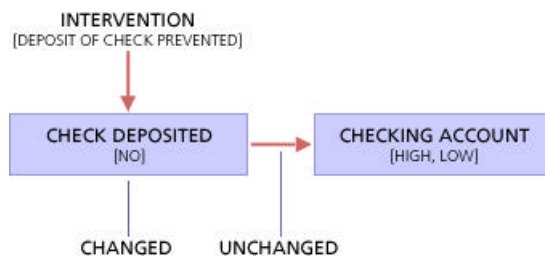 INTERVENTION
[DEPOSIT OF CHECK PREVENTED]
CHECK DEPOSITED
[NO]
CHECKING ACCOUNT
[HIGH, LOW]
CHANGED
UNCHANGED